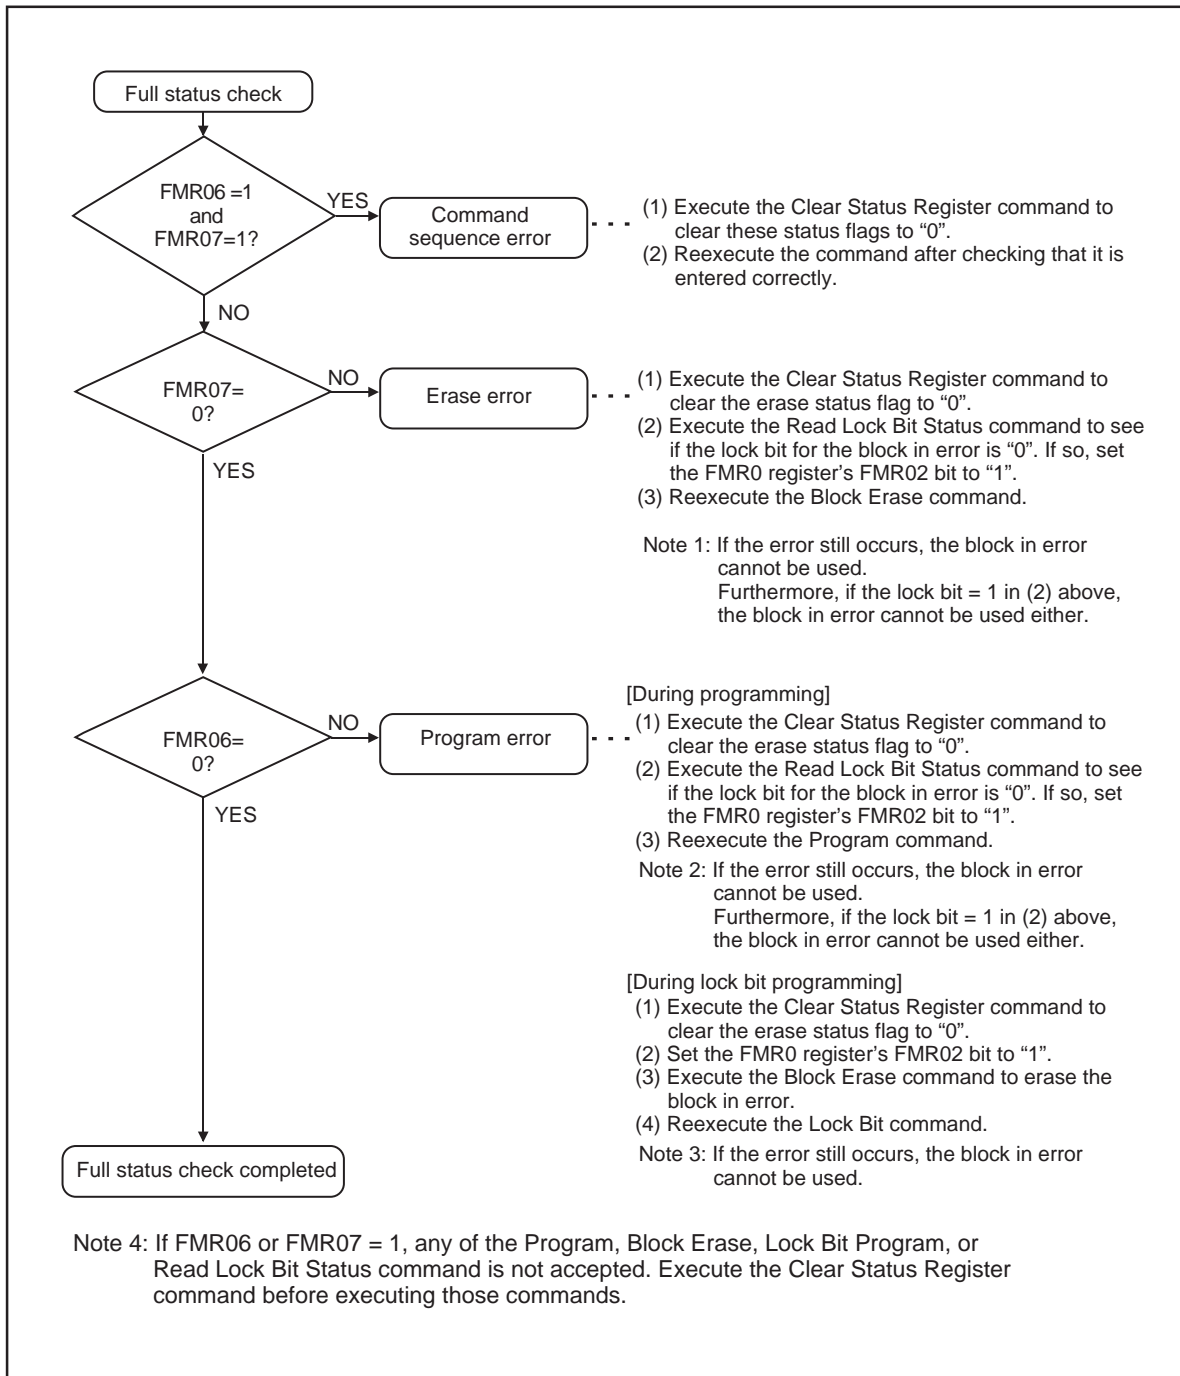 Full status check
FMR06 =1
and
FMR07=1?
YES
Command
sequence error
(1) Execute the Clear Status Register command to
clear these status flags to “0”.
(2) Reexecute the command after checking that it is
entered correctly.
NO
FMR07=
0?
NO
Erase error
(1) Execute the Clear Status Register command to
clear the erase status flag to “0”.
(2) Execute the Read Lock Bit Status command to see
if the lock bit for the block in error is “0”. If so, set
the FMR0 register’s FMR02 bit to “1”.
(3) Reexecute the Block Erase command.
Note 1: If the error still occurs, the block in error
cannot be used.
Furthermore, if the lock bit = 1 in (2) above,
the block in error cannot be used either.
YES
FMR06=
0?
NO
Program error
[During programming]
(1) Execute the Clear Status Register command to
clear the erase status flag to “0”.
(2) Execute the Read Lock Bit Status command to see
if the lock bit for the block in error is “0”. If so, set
the FMR0 register’s FMR02 bit to “1”.
(3) Reexecute the Program command.
Note 2: If the error still occurs, the block in error
cannot be used.
Furthermore, if the lock bit = 1 in (2) above,
the block in error cannot be used either.
[During lock bit programming]
(1) Execute the Clear Status Register command to
clear the erase status flag to “0”.
(2) Set the FMR0 register’s FMR02 bit to “1”.
(3) Execute the Block Erase command to erase the
block in error.
(4) Reexecute the Lock Bit command.
Note 3: If the error still occurs, the block in error
cannot be used.
YES
Full status check completed
Note 4: If FMR06 or FMR07 = 1, any of the Program, Block Erase, Lock Bit Program, or
Read Lock Bit Status command is not accepted. Execute the Clear Status Register
command before executing those commands.